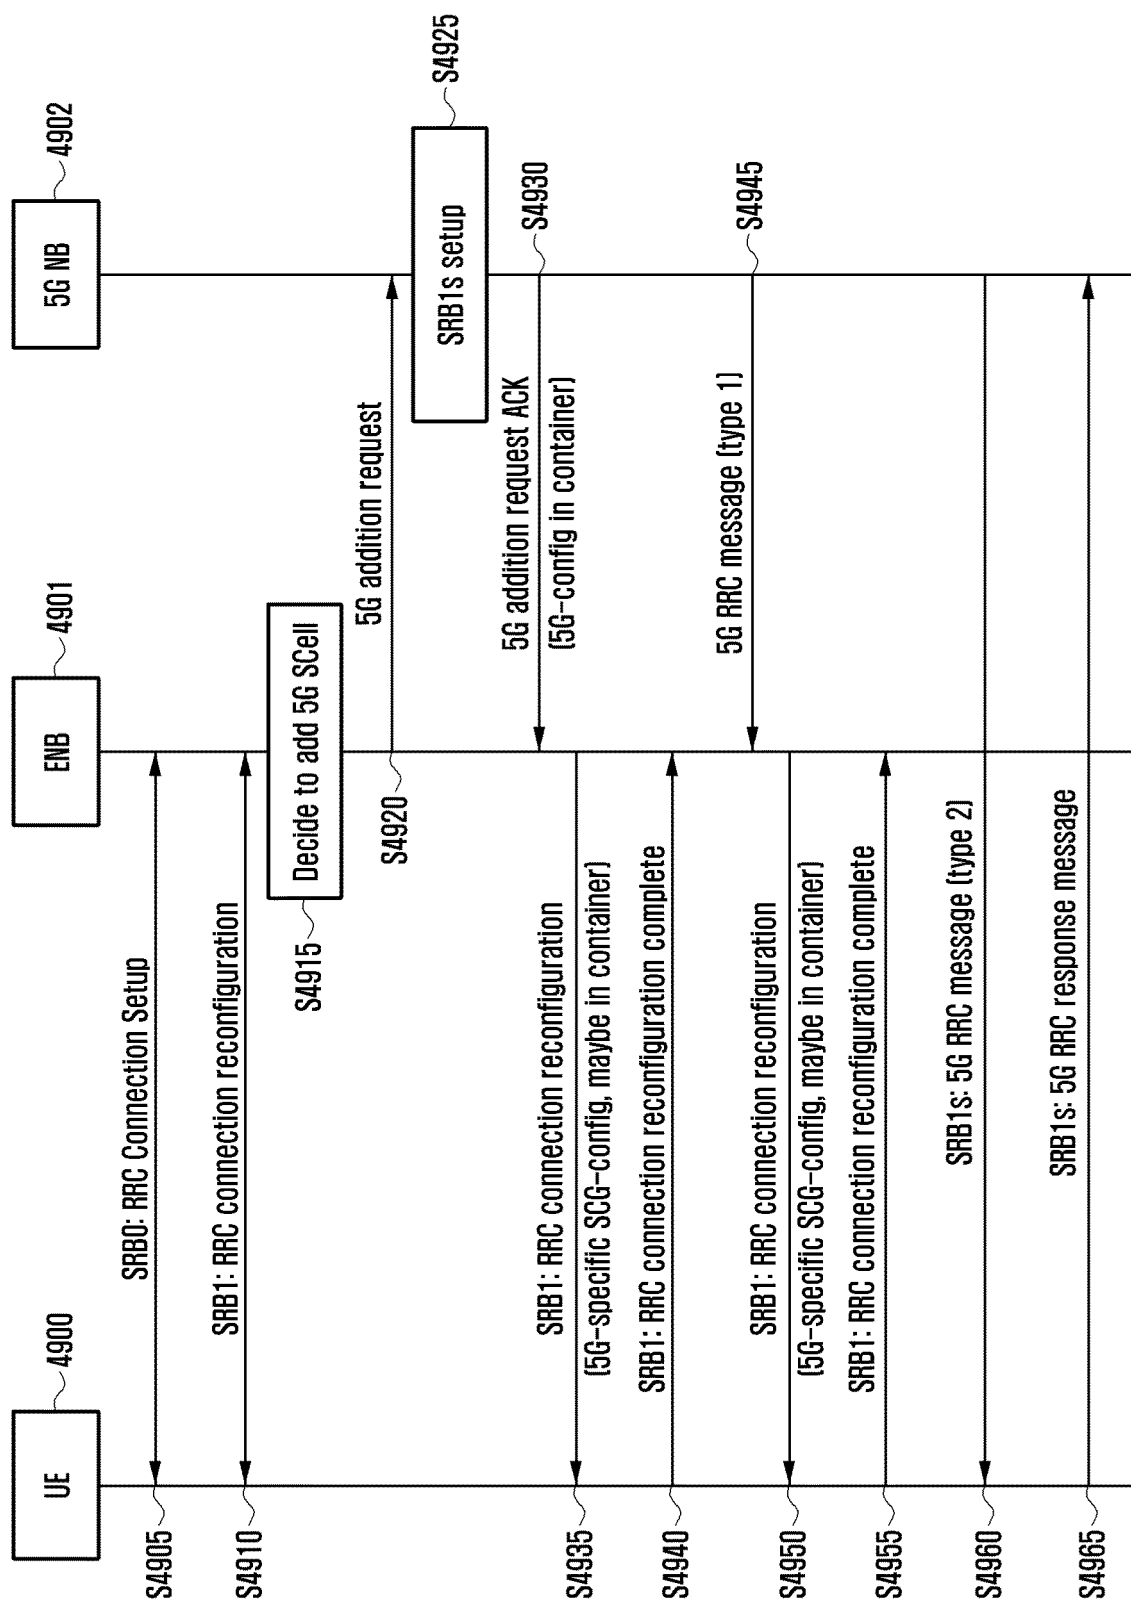 UE
4900
ENB
4901
5G NB
4902
S4905
SRB0: RRC Connection Setup
S4910
SRB1: RRC connection reconfiguration
S4915
Decide to add 5G SCell
S4920
5G addition request
SRB1s setup
S4925
5G addition request ACK
(5G-config in container)
S4930
S4935
SRB1: RRC connection reconfiguration
(5G-specific SCG-config, maybe in container)
S4940
SRB1: RRC connection reconfiguration complete
5G RRC message (type 1)
S4945
S4950
SRB1: RRC connection reconfiguration
(5G-specific SCG-config, maybe in container)
S4955
SRB1: RRC connection reconfiguration complete
S4960
SRB1s: 5G RRC message (type 2)
S4965
SRB1s: 5G RRC response message